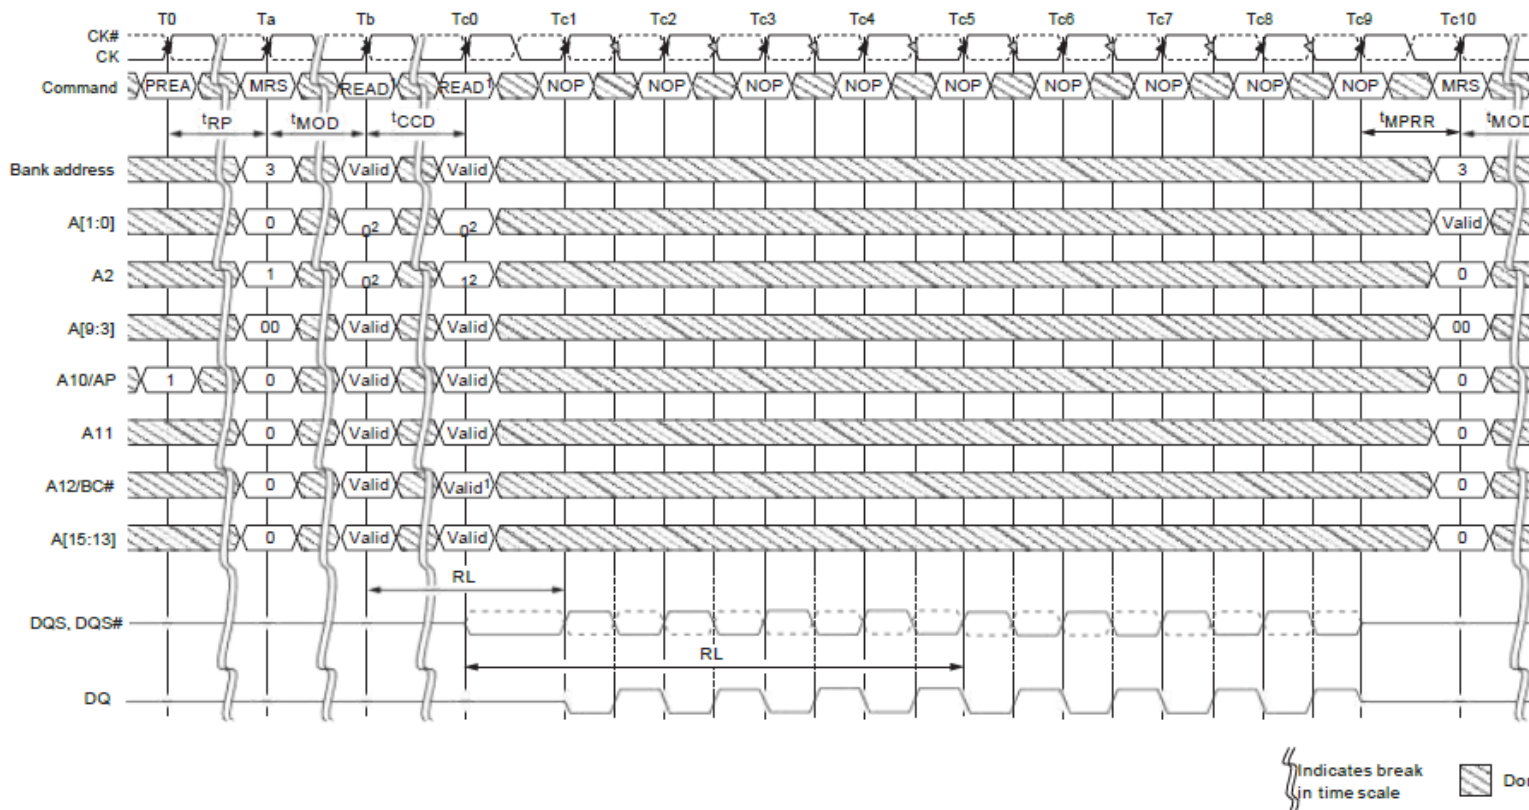 T0 Ta Tb Tc0 Tc1 Tc2 Tc3 Tc4 Tc5 Tc6 Tc7 Tc8 Tc9 Tc10
CK#
CK
Command PREA MRS READ READ1 NOP NOP NOP NOP NOP NOP NOP NOP NOP MRS
tRP tMOD tCCD tMPRR tMOD
Bank address 3 Valid Valid 3
A[1:0] 0 02 02 Valid
A2 1 02 12 0
A[9:3] 00 Valid Valid 00
A10/AP 1 0 Valid Valid 0
A11 0 Valid Valid 0
A12/BC# 0 Valid Valid1 0
A[15:13] 0 Valid Valid 0
RL
DQS, DQS#
RL
DQ
Indicates break
in time scale